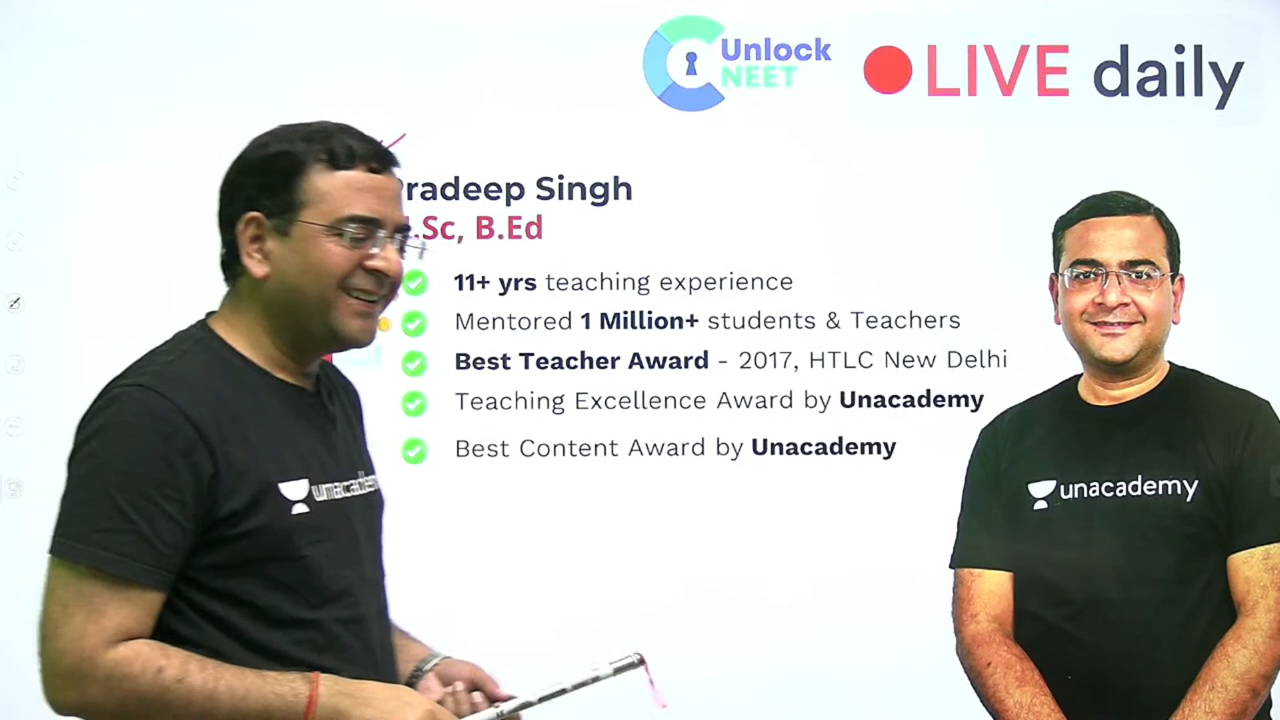 Unlock
NEET
LIVE daily
radeep Singh
.Sc, B.Ed
11+ yrs teaching experience
Mentored 1 Million+ students & Teachers
Best Teacher Award - 2017, HTLC New Delhi
Teaching Excellence Award by Unacademy
Best Content Award by Unacademy
unacadem
unacademy